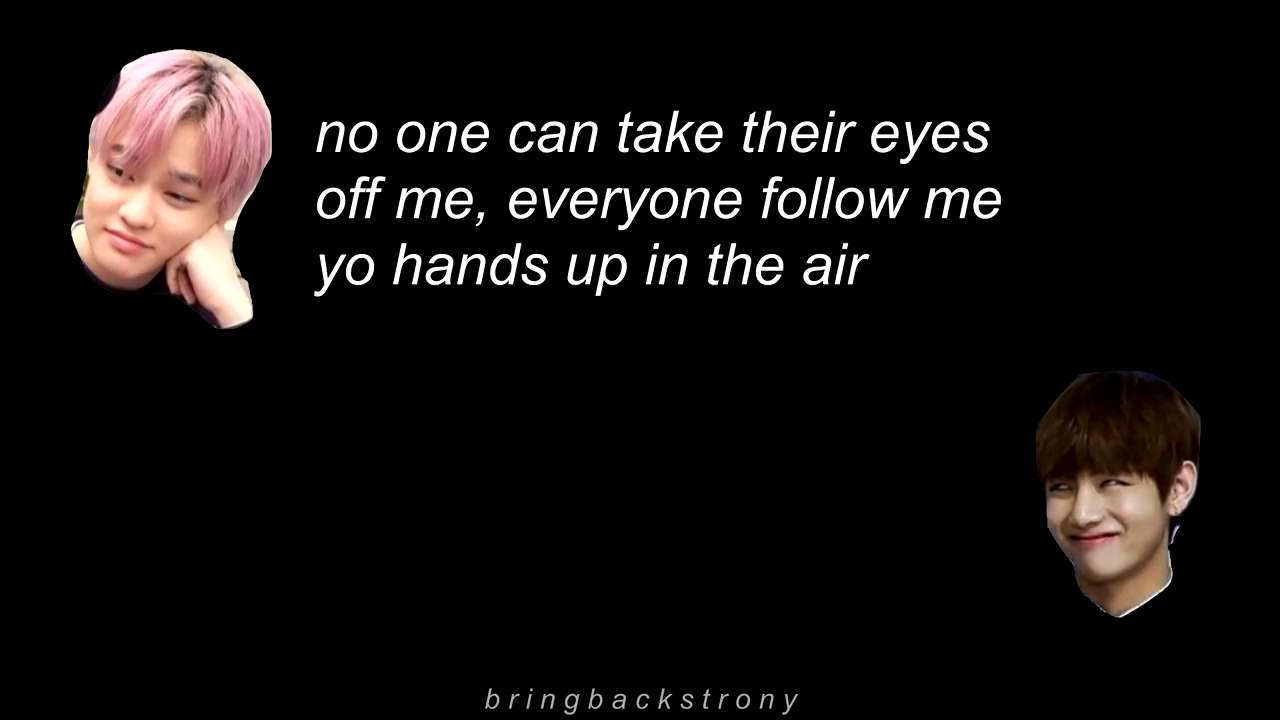 no one can take their eyes
off me, everyone follow me
yo hands up in the air
bringbackstrony